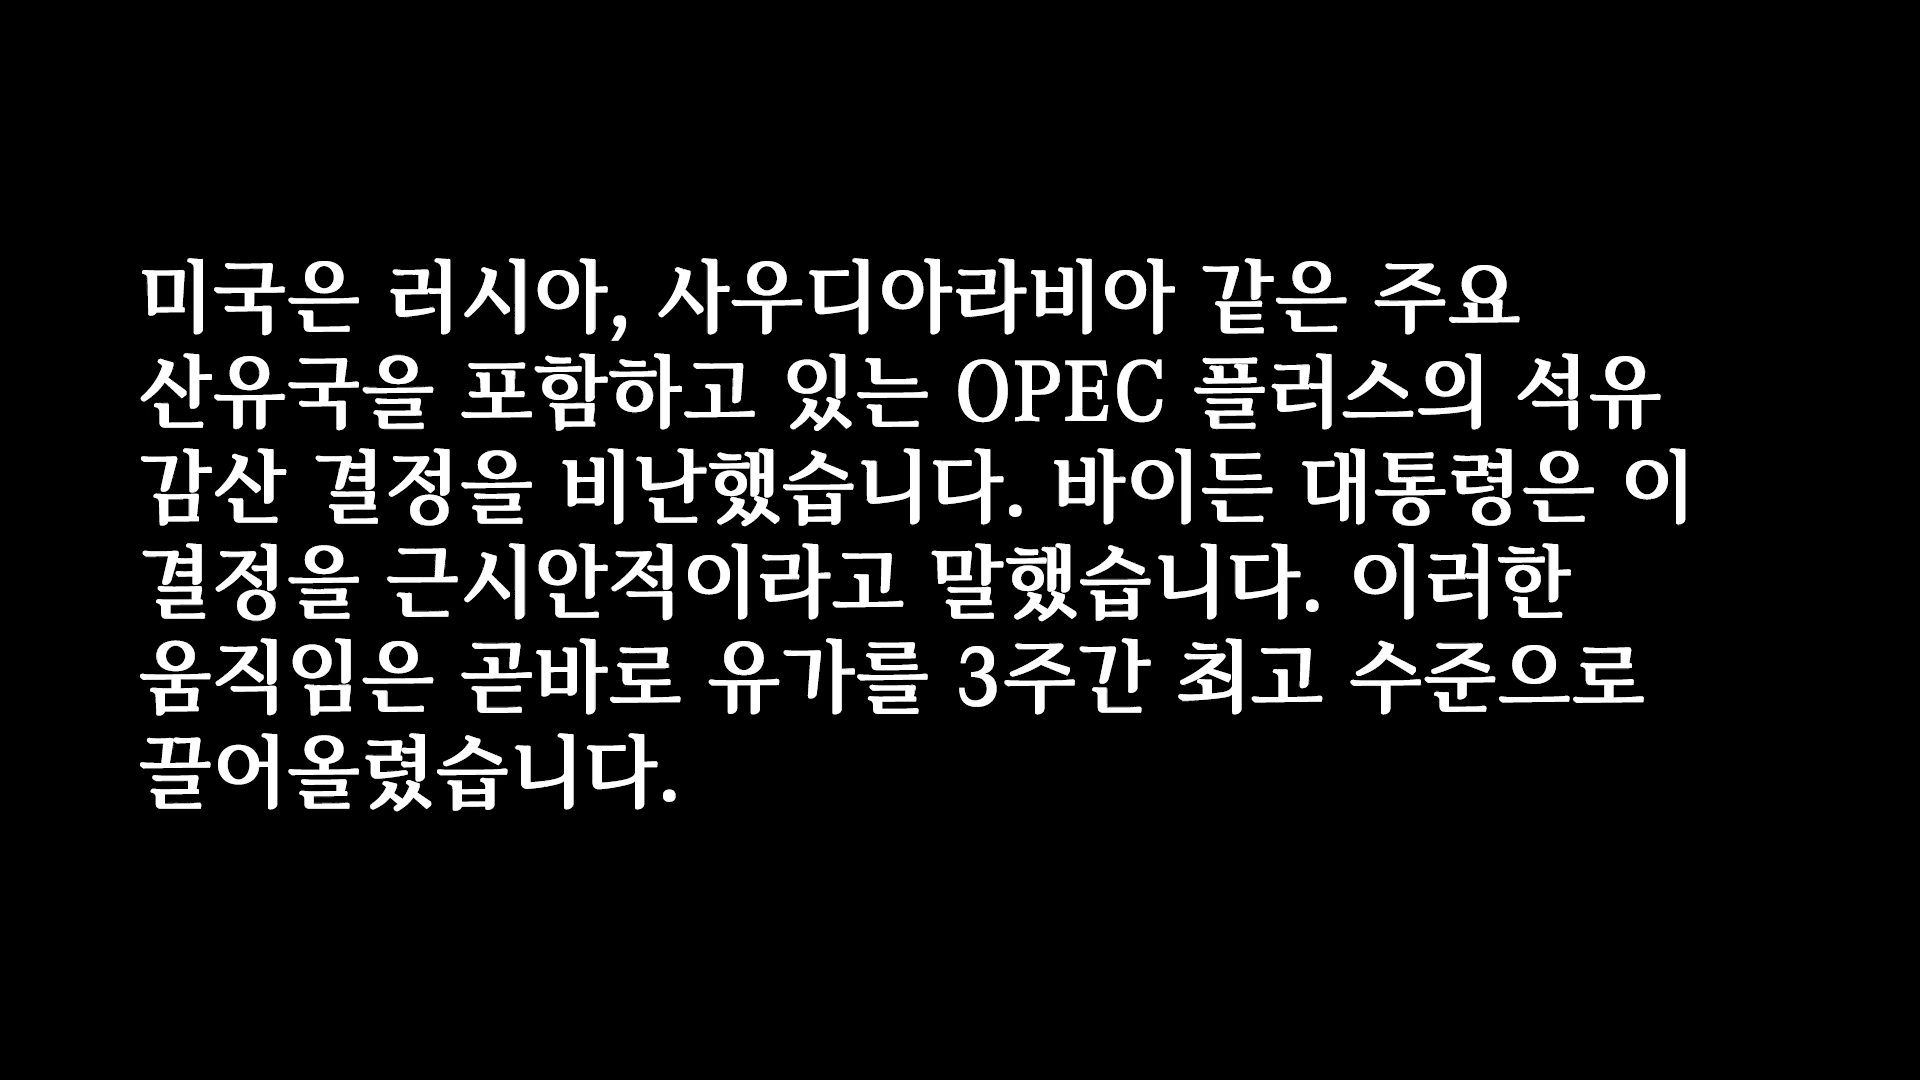 미국은 러시아, 사우디아라비아 같은 주요
산유국을 포함하고 있는 OPEC 플러스의 석유
감산 결정을 비난했습니다. 바이든 대통령은 이
결정을 근시안적이라고 말했습니다. 이러한
움직임은 곧바로 유가를 3주간 최고 수준으로
끌어올렸습니다.